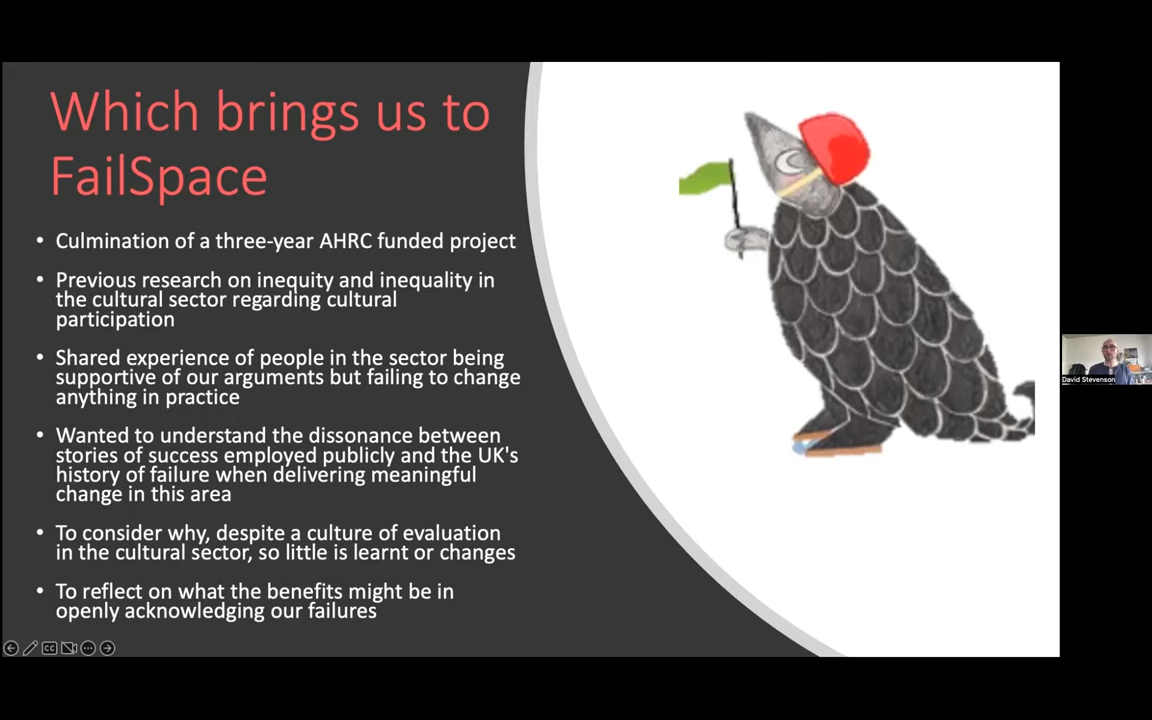 Which brings us to
FailSpace
• Culmination of a three-year AHRC funded project
• Previous research on inequity and inequality in
the cultural sector regarding cultural
participation
• Shared experience of people in the sector being
supportive of our arguments but failing to change
anything in practice
• Wanted to understand the dissonance between
stories of success employed publicly and the UK's
history of failure when delivering meaningful
change in this area
• To consider why, despite a culture of evaluation
in the cultural sector, so little is learnt or changes
• To reflect on what the benefits might be in
openly acknowledging our failures
David Stevenson
CC